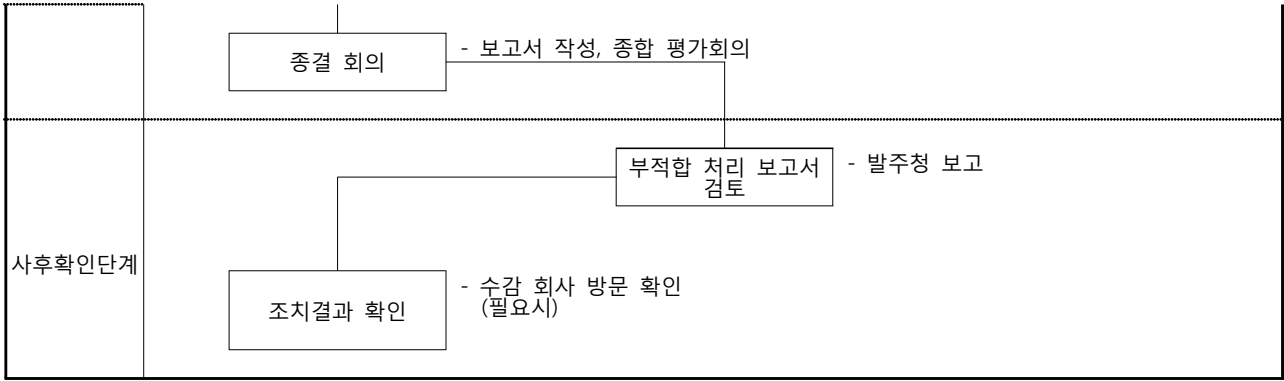 종결 회의
- 보고서 작성, 종합 평가회의
부적합 처리 보고서
검토
- 발주청 보고
사후확인단계
조치결과 확인
- 수감 회사 방문 확인
(필요시)